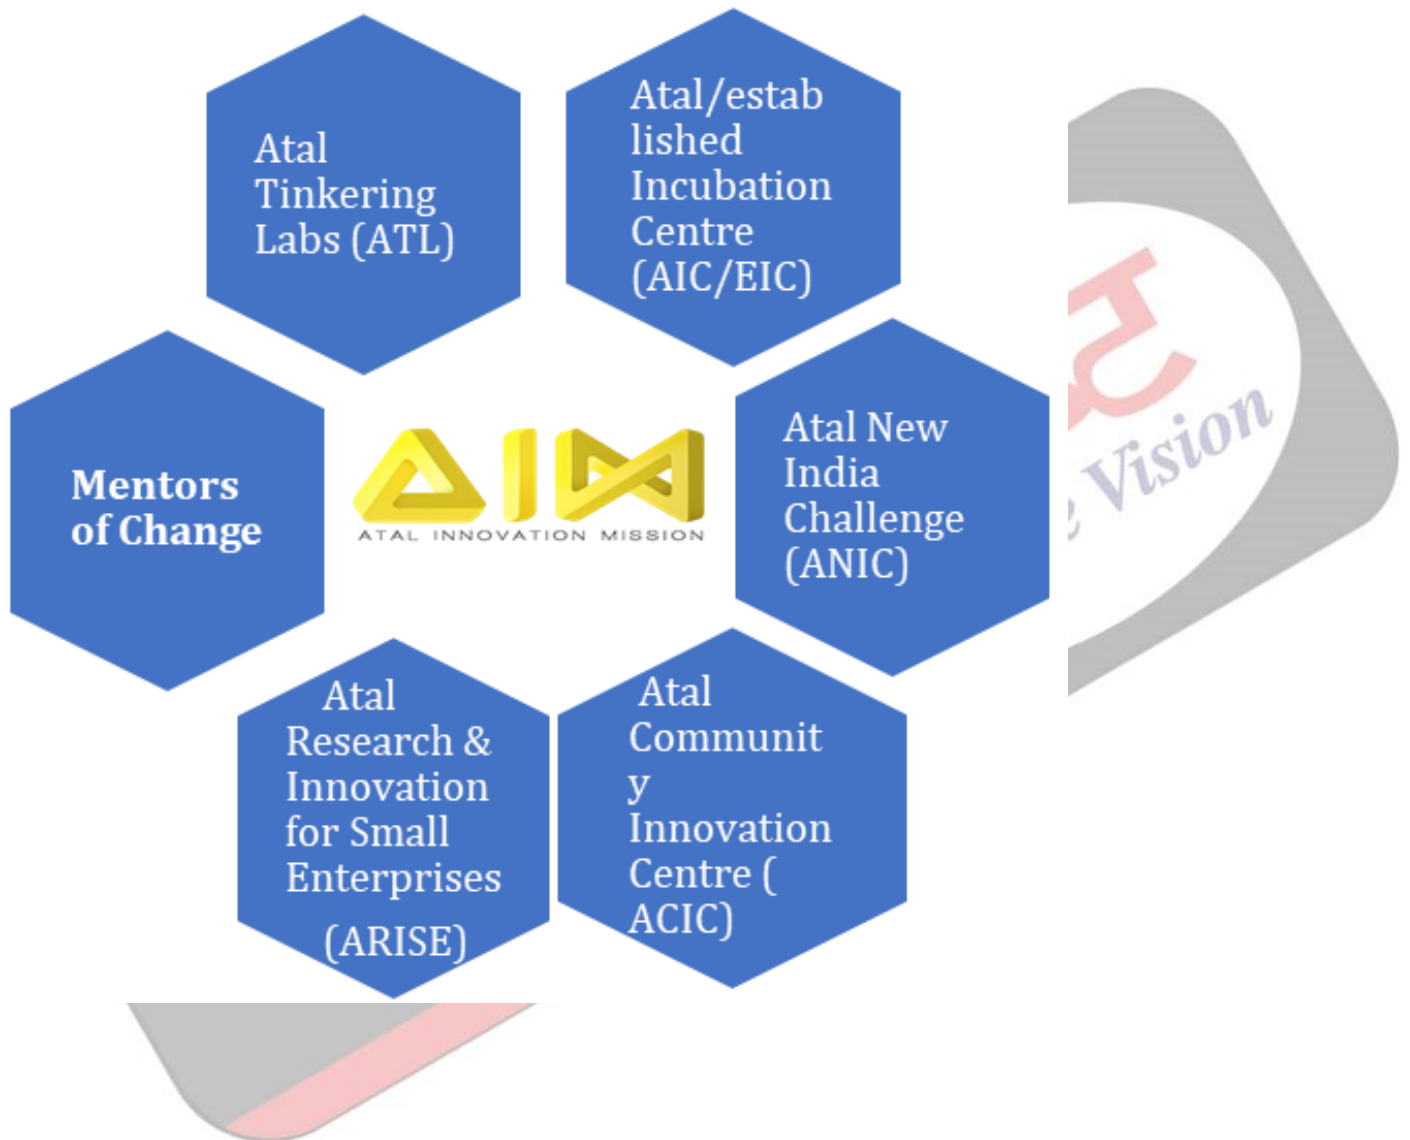 Atal
Tinkering
Labs (ATL)
Atal/estab
lished
Incubation
Centre
(AIC/EIC)
Mentors
of Change
AIM
ATAL INNOVATION MISSION
Atal New
India
Challenge
(ANIC)
Atal
Research &
Innovation
for Small
Enterprises
(ARISE)
Atal
Communit
y
Innovation
Centre (
ACIC)
Vision